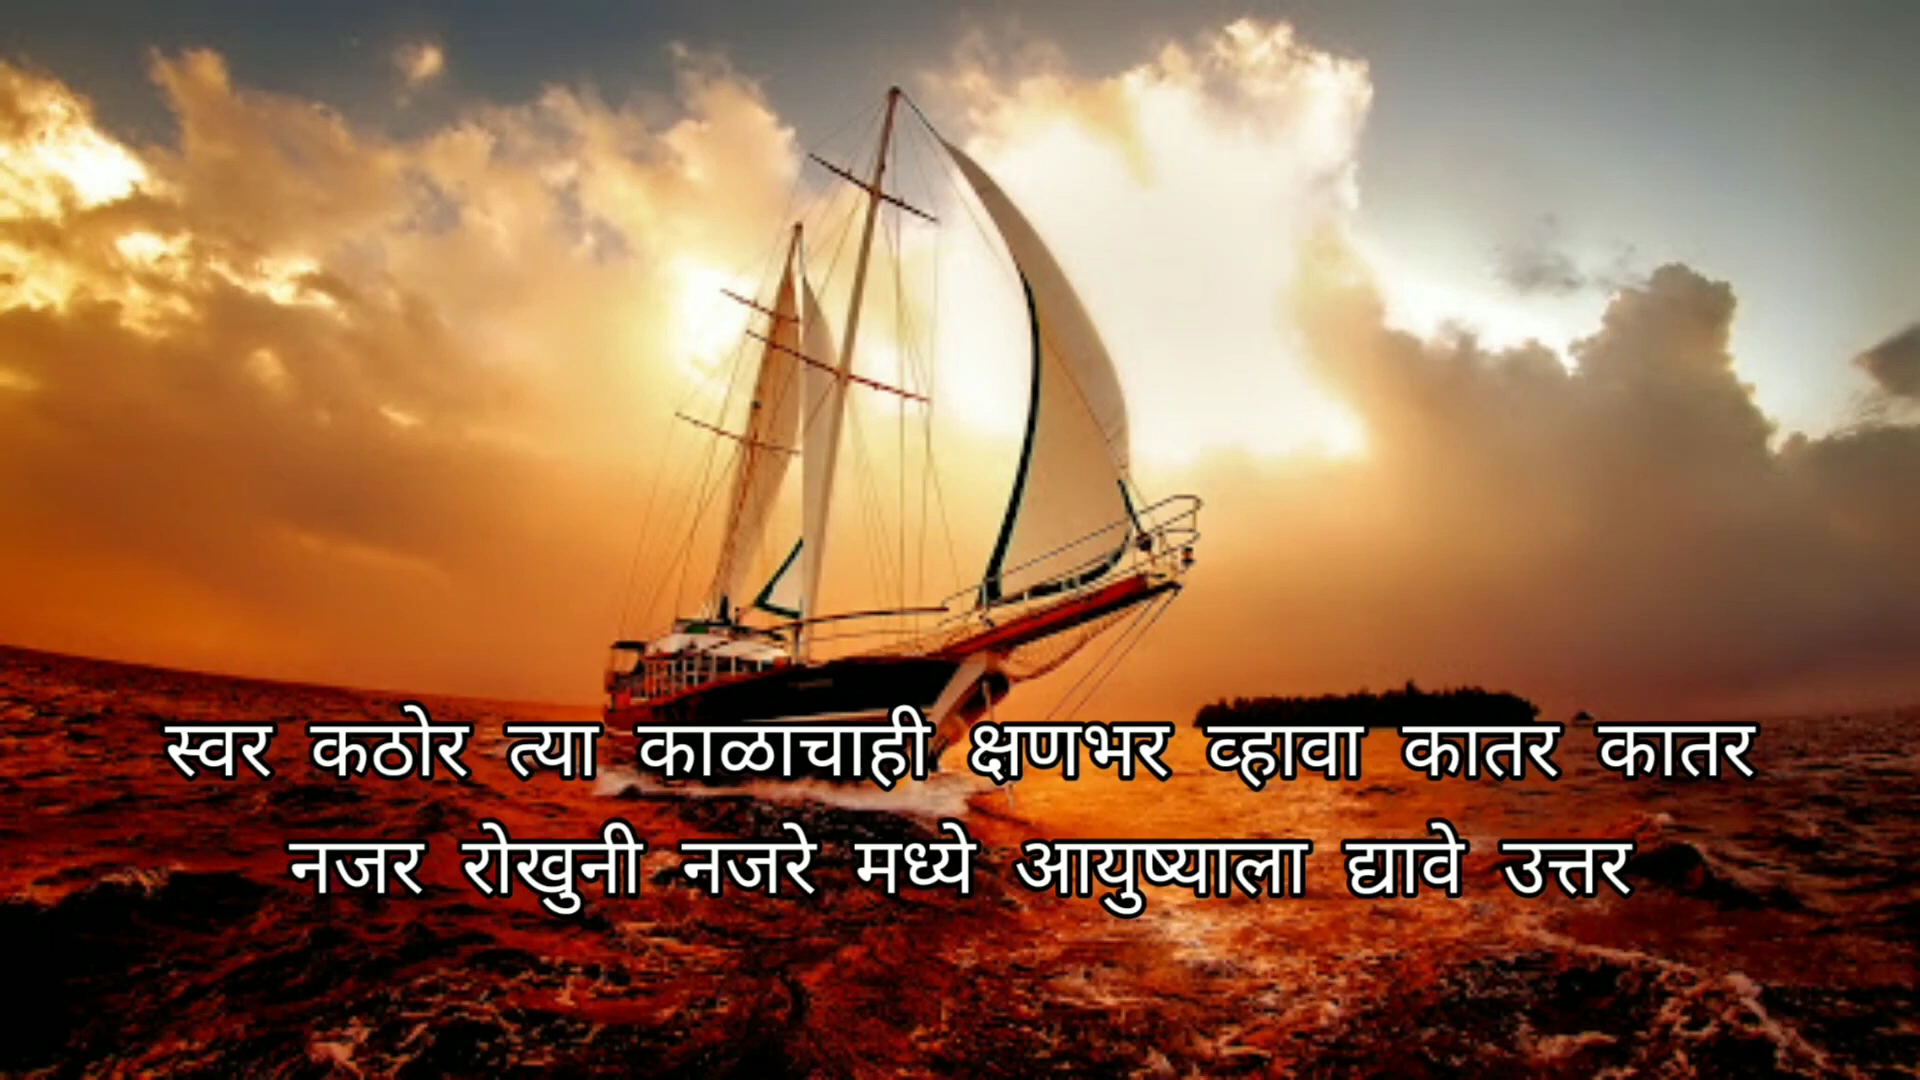 स्वर कठोर त्या काळाचाही क्षणभर व्हावा कातर कातर
नजर रोखुनी नजरे मध्ये आयुष्याला द्यावे उत्तर